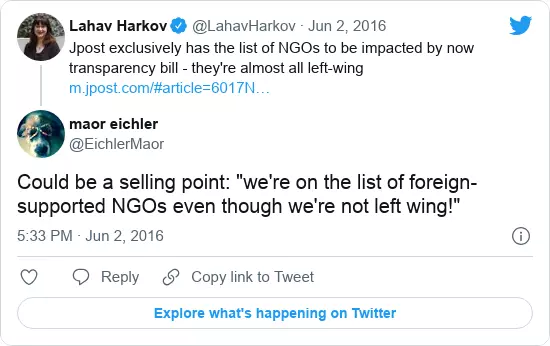 Lahav Harkov @LahavHarkov · Jun 2, 2016
Jpost exclusively has the list of NGOs to be impacted by now
transparency bill - they're almost all left-wing
m.jpost.com/#article=6017N…
maor eichler
@EichlerMaor
Could be a selling point: "we're on the list of foreign-
supported NGOs even though we're not left wing!"
5:33 PM · Jun 2, 2016
Reply Copy link to Tweet
Explore what's happening on Twitter